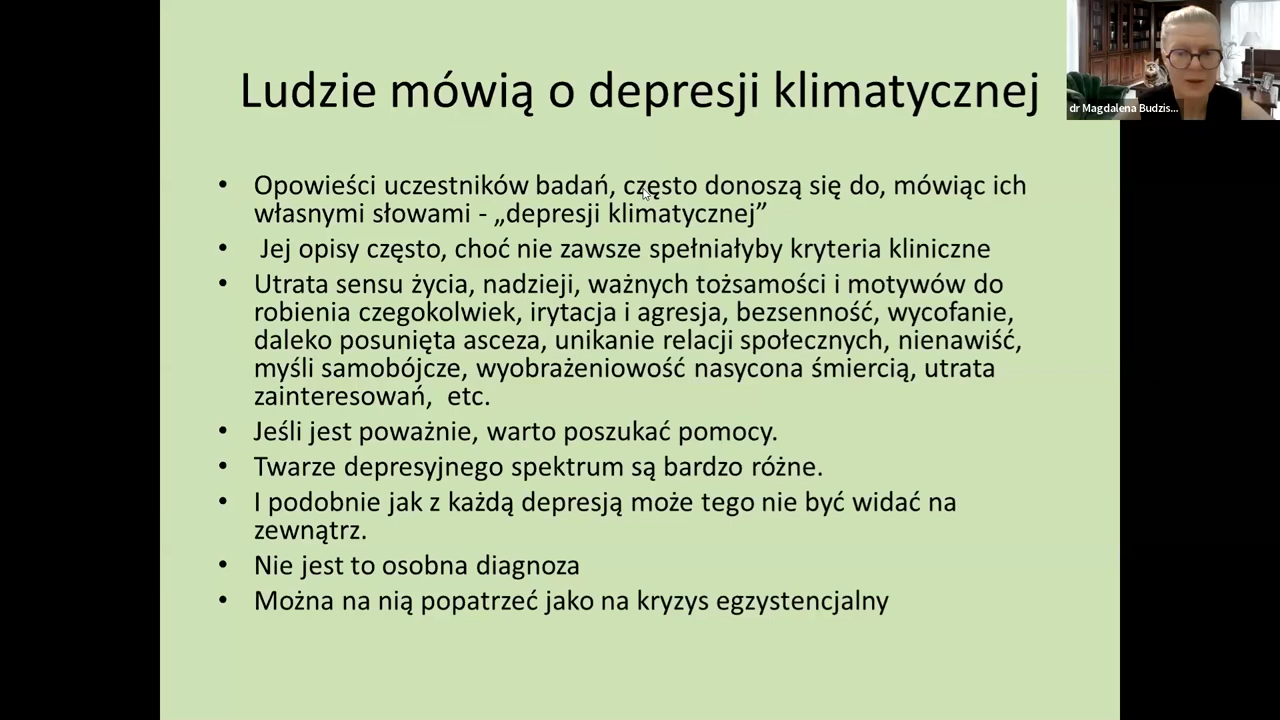 Ludzie mówią o depresji klimatycznej
dr Magdalena Budzis...
• Opowieści uczestników badań, często donoszą się do, mówiąc ich
własnymi słowami - „depresji klimatycznej”
• Jej opisy często, choć nie zawsze spełniałyby kryteria kliniczne
• Utrata sensu życia, nadzieji, ważnych tożsamości i motywów do
robienia czegokolwiek, irytacja i agresja, bezsenność, wycofanie,
daleko posunięta asceza, unikanie relacji społecznych, nienawiść,
myśli samobójcze, wyobrażeniowość nasycona śmiercią, utrata
zainteresowań, etc.
• Jeśli jest poważnie, warto poszukać pomocy.
• Twarze depresyjnego spektrum są bardzo różne.
• I podobnie jak z każdą depresją może tego nie być widać na
zewnątrz.
• Nie jest to osobna diagnoza
• Można na nią popatrzeć jako na kryzys egzystencjalny